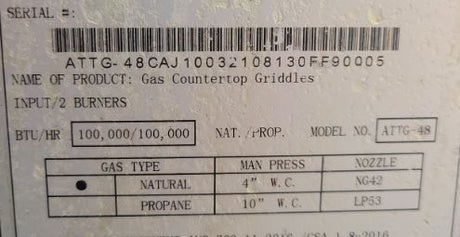 SERIAL #:
ATTG-48CAJ10032108130FF90005
NAME OF PRODUCT: Gas Countertop Griddles
INPUT/2 BURNERS
BTU/HR 100,000/100,000 NAT./PROP. MODEL NO. ATTG-48
GAS TYPE MAN PRESS NOZZLE
● NATURAL 4" W.C. NG42
PROPANE 10" W.C. LP53